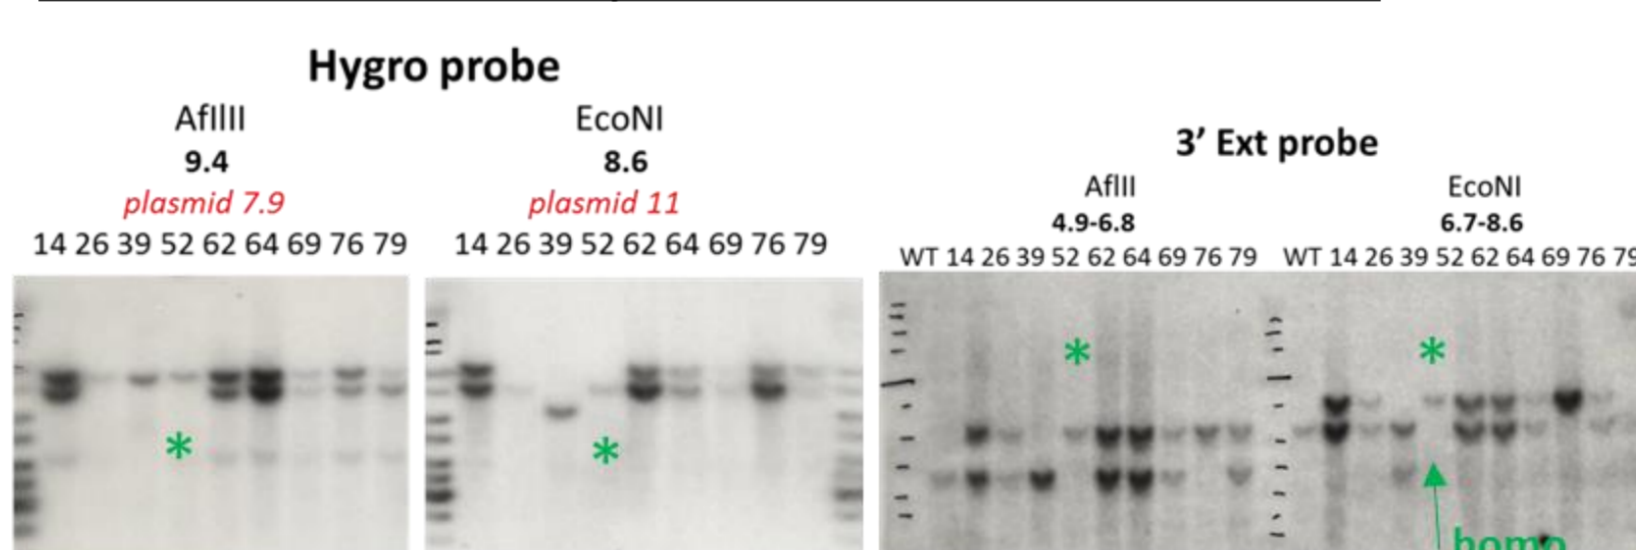 Hygro probe
AflIII
9.4
plasmid 7.9
14 26 39 52 62 64 69 76 79
EcoNI
8.6
plasmid 11
14 26 39 52 62 64 69 76 79
3’ Ext probe
AflII
4.9-6.8
WT 14 26 39 52 62 64 69 76 79
EcoNI
6.7-8.6
WT 14 26 39 52 62 64 69 76 79
*
*
*
*
homo